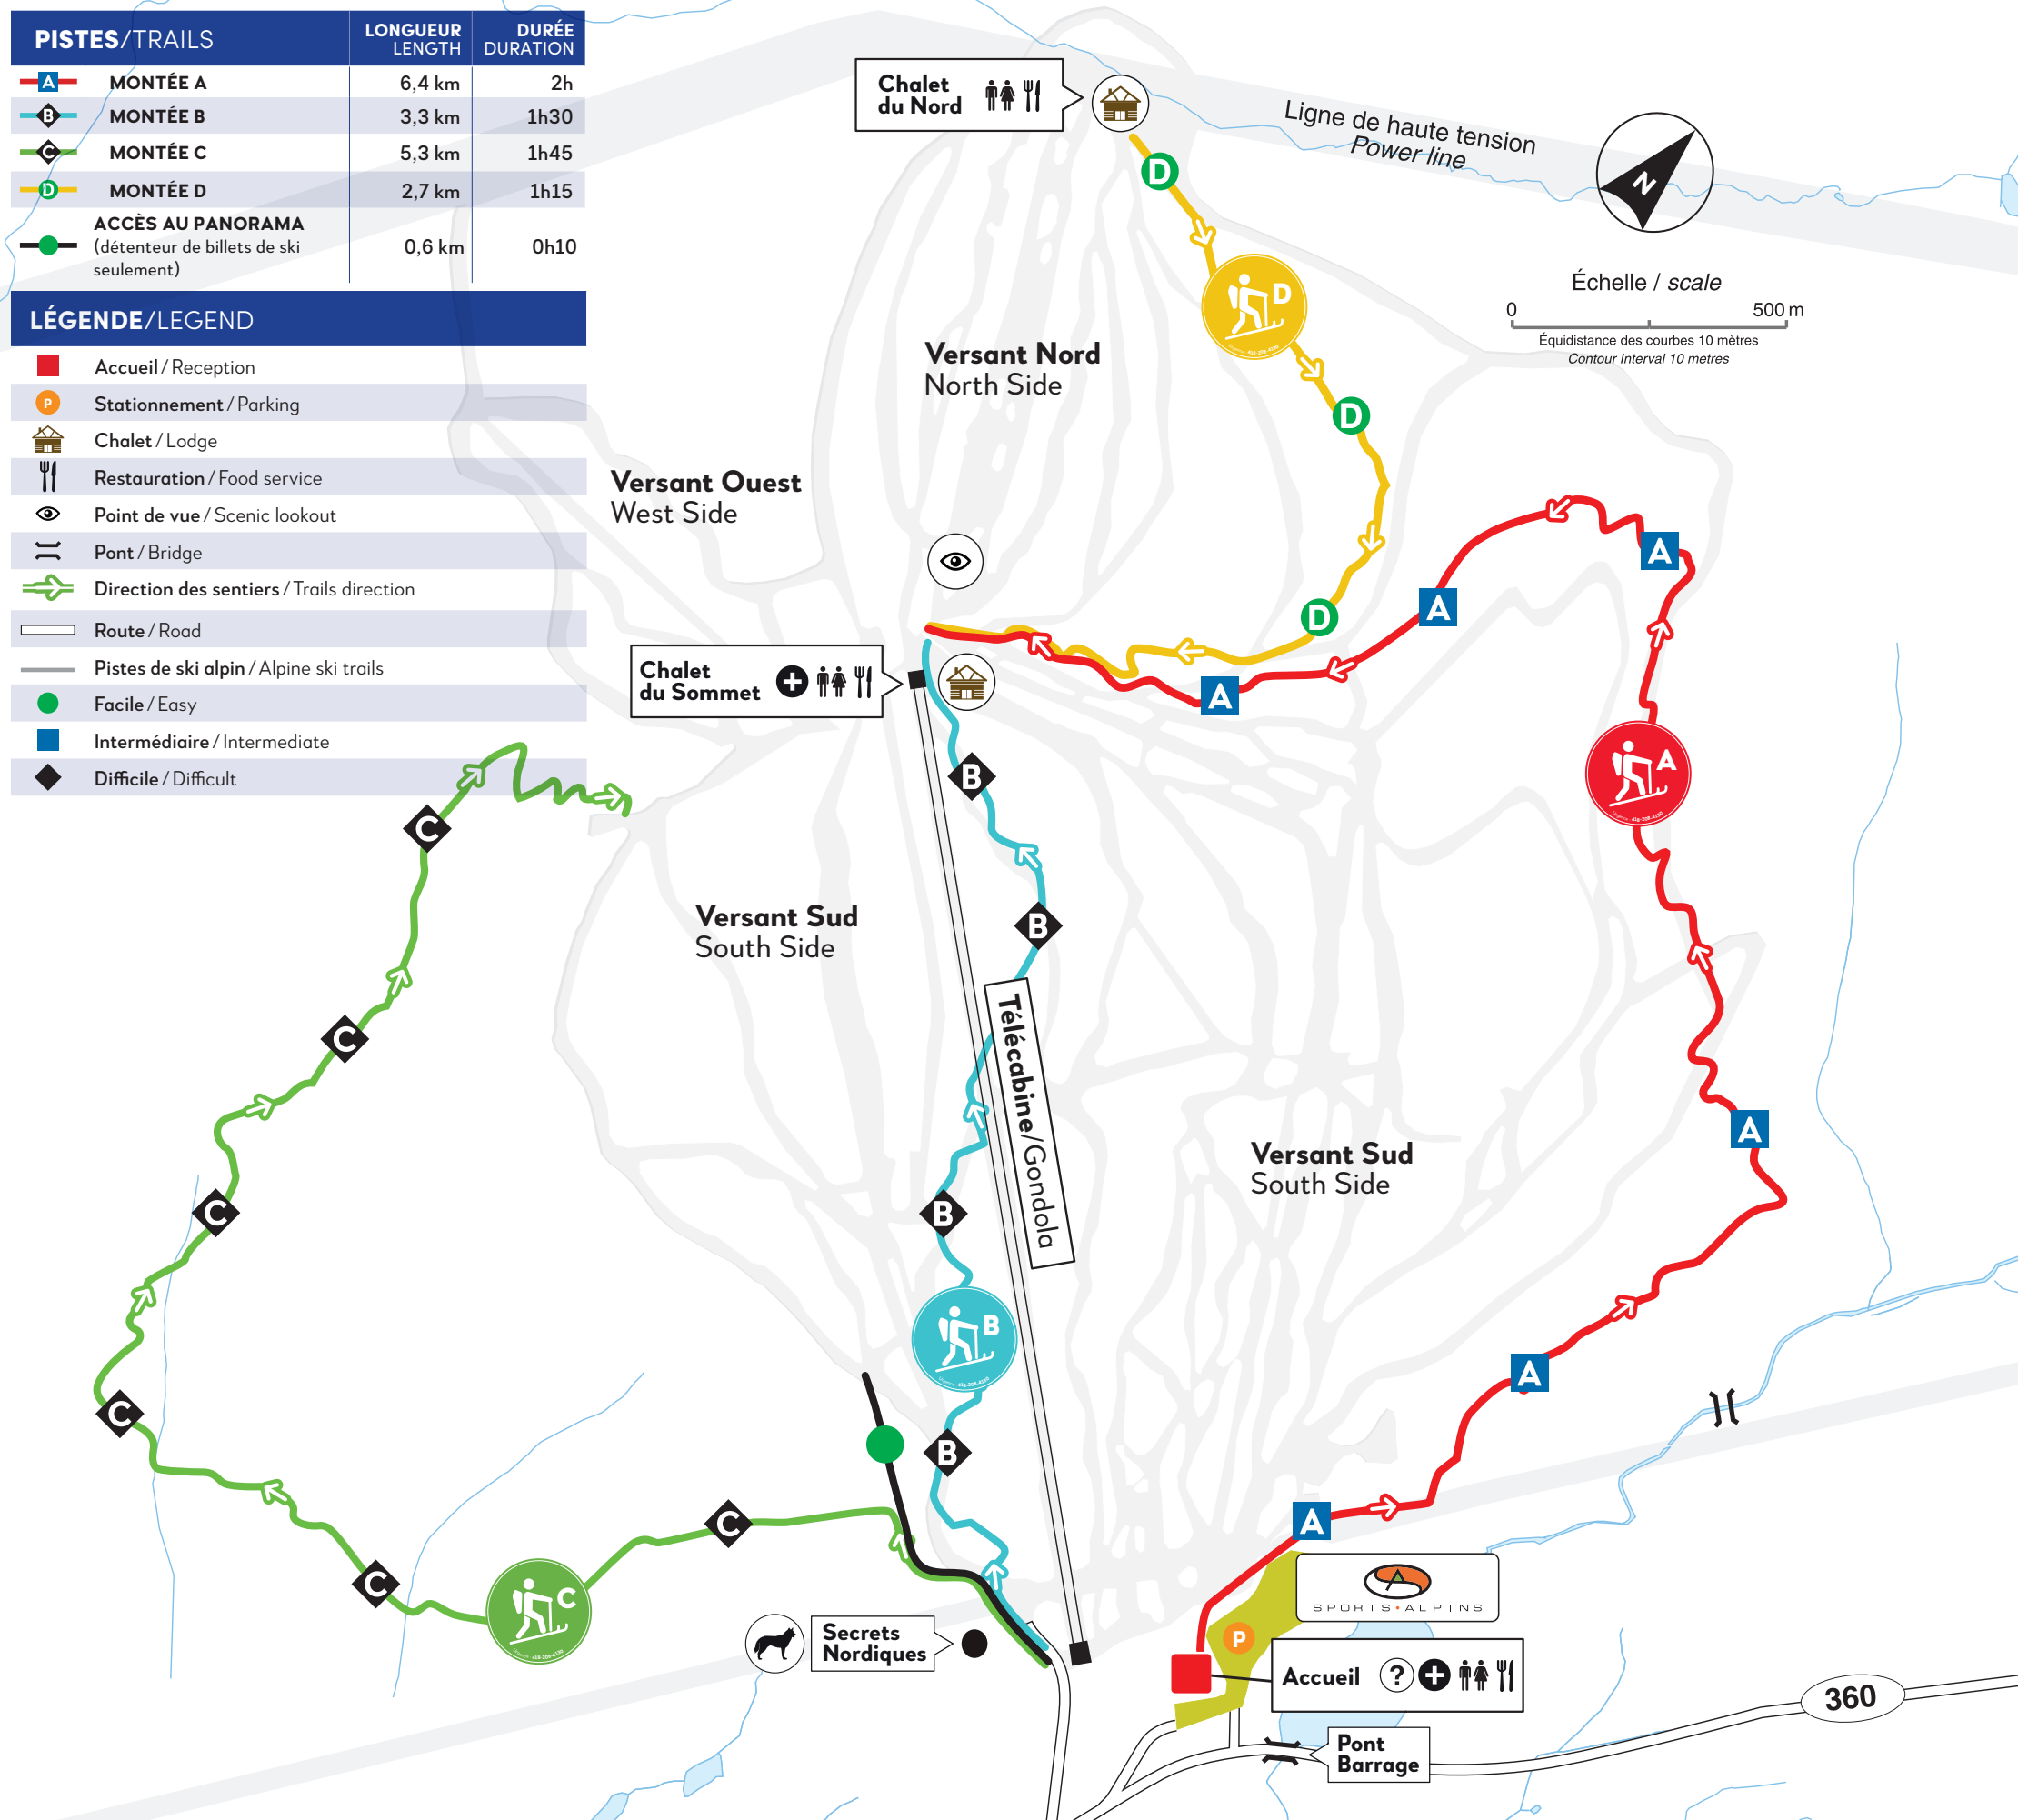 PISTES/TRAILS
LONGUEUR
LENGTH
DURÉE
DURATION
A MONTÉE A 6,4 km 2h
B MONTÉE B 3,3 km 1h30
C MONTÉE C 5,3 km 1h45
D MONTÉE D 2,7 km 1h15
ACCÈS AU PANORAMA
(détenteur de billets de ski
seulement)
0,6 km 0h10
LÉGENDE/LEGEND
Accueil / Reception
P Stationnement / Parking
Chalet / Lodge
Restauration / Food service
Point de vue / Scenic lookout
Pont / Bridge
Direction des sentiers / Trails direction
Route / Road
Pistes de ski alpin / Alpine ski trails
Facile / Easy
Intermédiaire / Intermediate
Difficile / Difficult
Chalet
du Nord
Ligne de haute tension
Power line
N
Échelle / scale
0 500 m
Équidistance des courbes 10 mètres
Contour Interval 10 metres
D
D
D
D
Versant Nord
North Side
Versant Ouest
West Side
A
A
A
A
A
A
A
Chalet
du Sommet
B
B
B
B
B
Versant Sud
South Side
Télécabine/Gondola
Versant Sud
South Side
C
C
C
C
C
C
C
Secrets
Nordiques
SPORTS•ALPINS
P
Accueil ?
360
Pont
Barrage